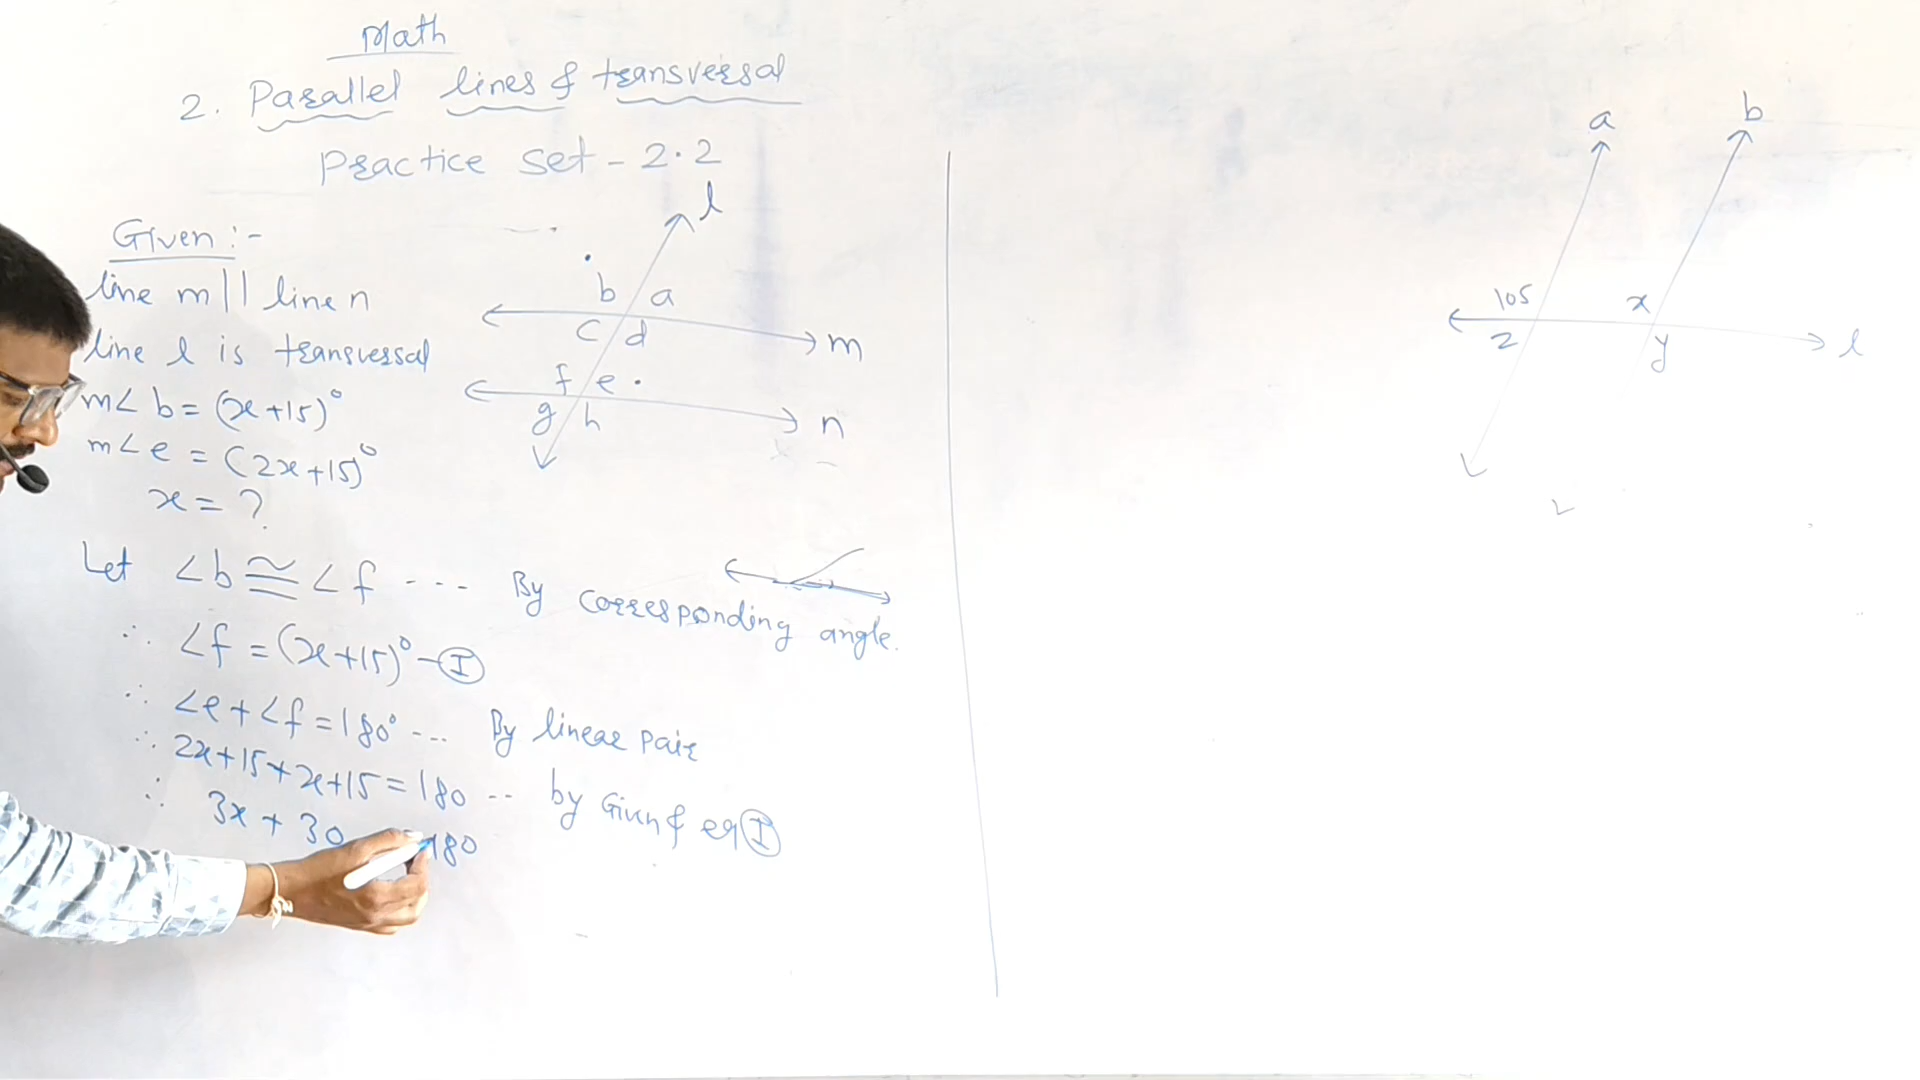 Math
2. Parallel lines & transversal
Practice set - 2.2
Given :-
line m || line n
line l is transversal
m∠ b = (x+15)°
m∠e = (2x+15)°
x = ?
l
b a
c d
m
f e
g h
n
Let ∠b ≅ ∠f --- By corresponding angle.
∴ ∠f = (x+15)° - Ⓘ
∴ ∠e + ∠f = 180° --- By linear pair
∴ 2x+15+x+15 = 180 -- by Given & eq Ⓘ
∴ 3x + 30 180
a b
105 x
z y
l